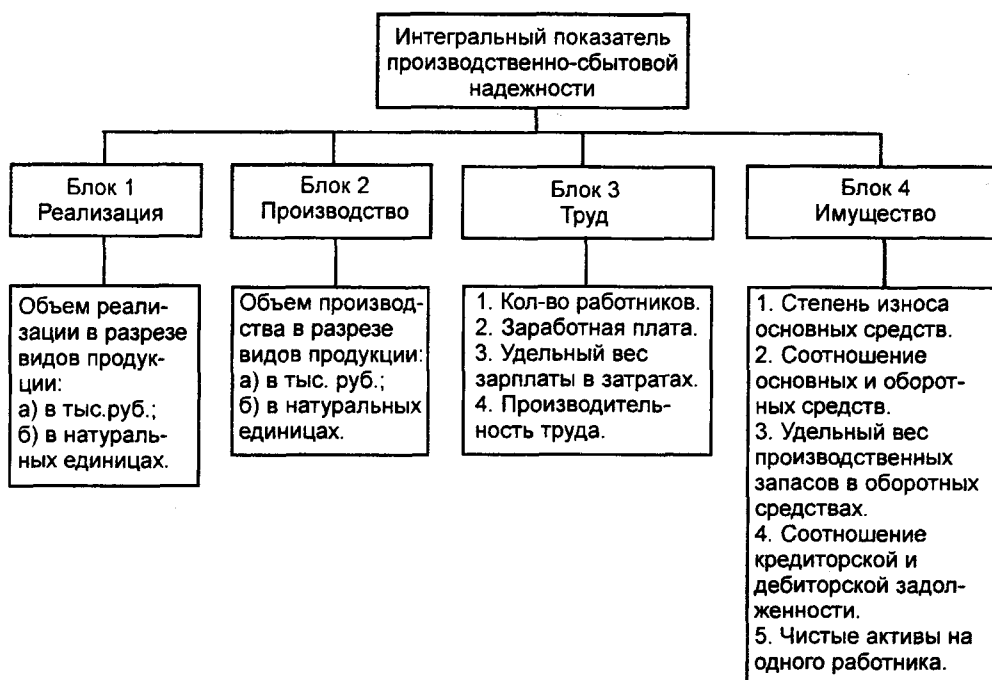 Интегральный показатель
производственно-сбытовой
надежности
Блок 1
Реализация
Блок 2
Производство
Блок 3
Труд
Блок 4
Имущество
Объем реали-
зации в разрезе
видов продук-
ции:
а) в тыс.руб.;
б) в натураль-
ных единицах.
Объем производ-
ства в разрезе
видов продукции:
а) в тыс. руб.;
б) в натуральных
единицах.
1. Кол-во работников.
2. Заработная плата.
3. Удельный вес
зарплаты в затратах.
4. Производитель-
ность труда.
1. Степень износа
основных средств.
2. Соотношение
основных и оборот-
ных средств.
3. Удельный вес
производственных
запасов в оборотных
средствах.
4. Соотношение
кредиторской и
дебиторской задол-
женности.
5. Чистые активы на
одного работника.